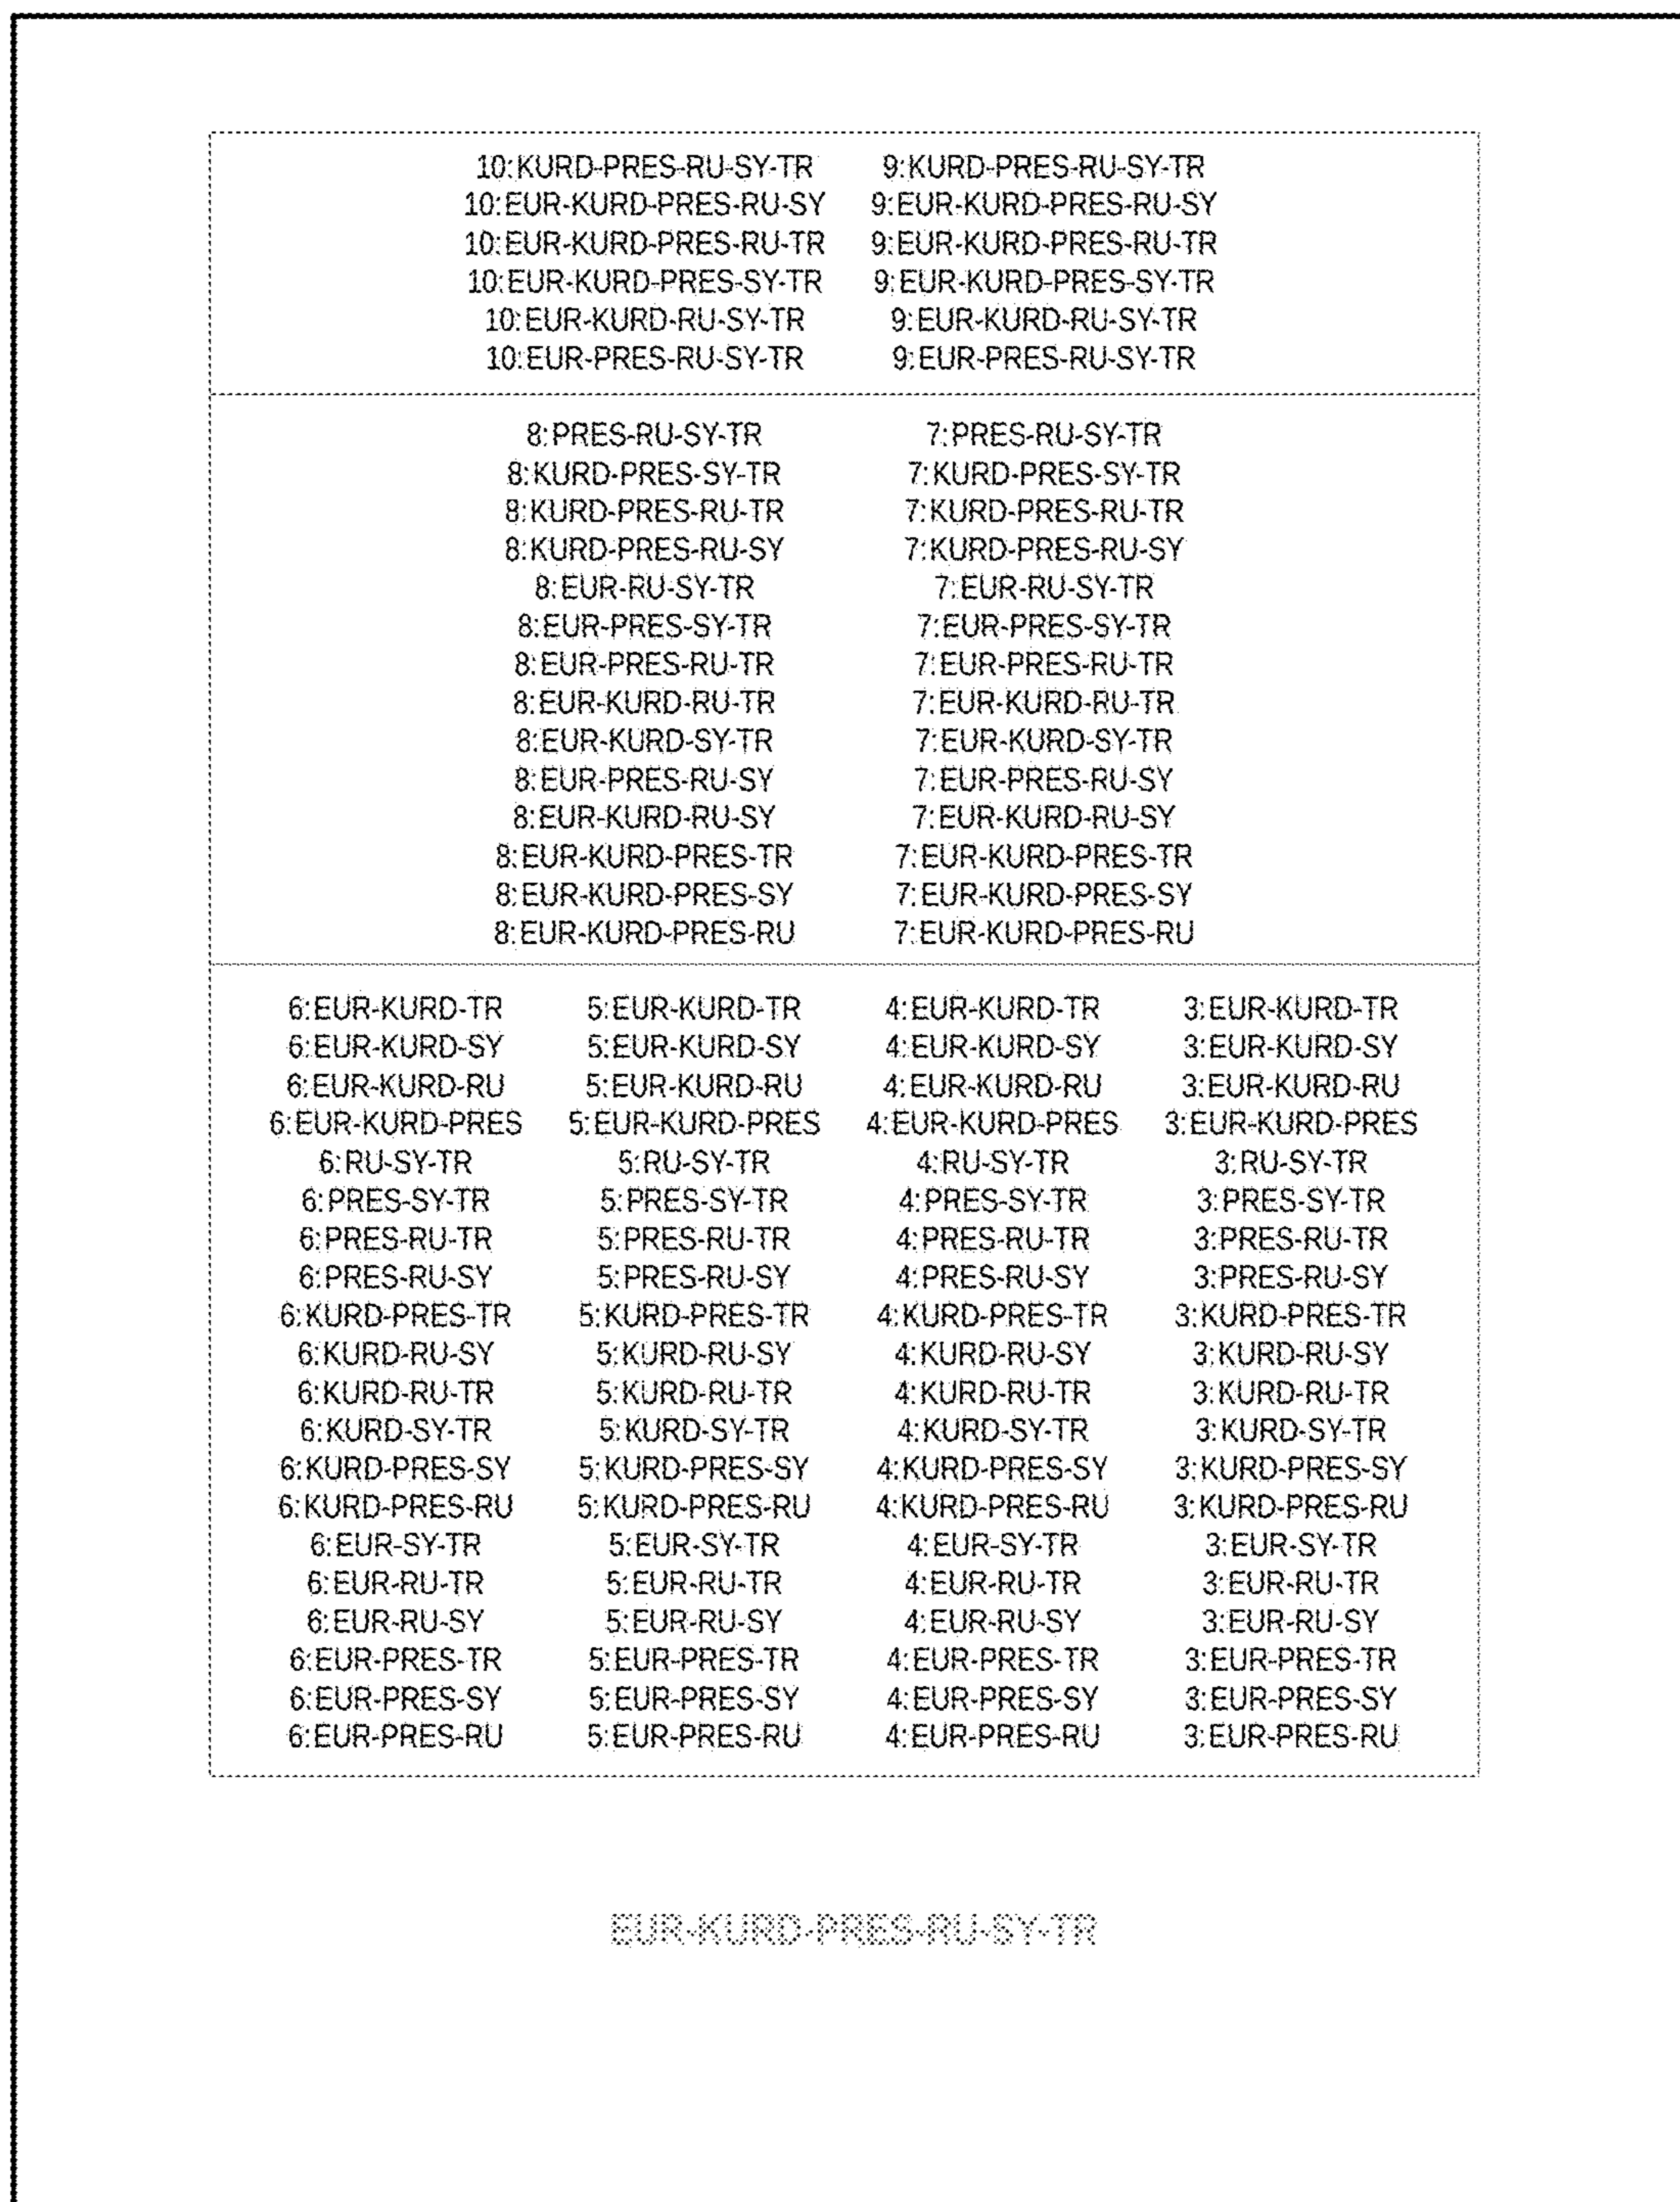 10:KURD-PRES-RU-SY-TR 9:KURD-PRES-RU-SY-TR
10:EUR-KURD-PRES-RU-SY 9:EUR-KURD-PRES-RU-SY
10:EUR-KURD-PRES-RU-TR 9:EUR-KURD-PRES-RU-TR
10:EUR-KURD-PRES-SY-TR 9:EUR-KURD-PRES-SY-TR
10:EUR-KURD-RU-SY-TR 9:EUR-KURD-RU-SY-TR
10:EUR-PRES-RU-SY-TR 9:EUR-PRES-RU-SY-TR
8:PRES-RU-SY-TR 7:PRES-RU-SY-TR
8:KURD-PRES-SY-TR 7:KURD-PRES-SY-TR
8:KURD-PRES-RU-TR 7:KURD-PRES-RU-TR
8:KURD-PRES-RU-SY 7:KURD-PRES-RU-SY
8:EUR-RU-SY-TR 7:EUR-RU-SY-TR
8:EUR-PRES-SY-TR 7:EUR-PRES-SY-TR
8:EUR-PRES-RU-TR 7:EUR-PRES-RU-TR
8:EUR-KURD-RU-TR 7:EUR-KURD-RU-TR
8:EUR-KURD-SY-TR 7:EUR-KURD-SY-TR
8:EUR-PRES-RU-SY 7:EUR-PRES-RU-SY
8:EUR-KURD-RU-SY 7:EUR-KURD-RU-SY
8:EUR-KURD-PRES-TR 7:EUR-KURD-PRES-TR
8:EUR-KURD-PRES-SY 7:EUR-KURD-PRES-SY
8:EUR-KURD-PRES-RU 7:EUR-KURD-PRES-RU
6:EUR-KURD-TR 5:EUR-KURD-TR 4:EUR-KURD-TR 3:EUR-KURD-TR
6:EUR-KURD-SY 5:EUR-KURD-SY 4:EUR-KURD-SY 3:EUR-KURD-SY
6:EUR-KURD-RU 5:EUR-KURD-RU 4:EUR-KURD-RU 3:EUR-KURD-RU
6:EUR-KURD-PRES 5:EUR-KURD-PRES 4:EUR-KURD-PRES 3:EUR-KURD-PRES
6:RU-SY-TR 5:RU-SY-TR 4:RU-SY-TR 3:RU-SY-TR
6:PRES-SY-TR 5:PRES-SY-TR 4:PRES-SY-TR 3:PRES-SY-TR
6:PRES-RU-TR 5:PRES-RU-TR 4:PRES-RU-TR 3:PRES-RU-TR
6:PRES-RU-SY 5:PRES-RU-SY 4:PRES-RU-SY 3:PRES-RU-SY
6:KURD-PRES-TR 5:KURD-PRES-TR 4:KURD-PRES-TR 3:KURD-PRES-TR
6:KURD-RU-SY 5:KURD-RU-SY 4:KURD-RU-SY 3:KURD-RU-SY
6:KURD-RU-TR 5:KURD-RU-TR 4:KURD-RU-TR 3:KURD-RU-TR
6:KURD-SY-TR 5:KURD-SY-TR 4:KURD-SY-TR 3:KURD-SY-TR
6:KURD-PRES-SY 5:KURD-PRES-SY 4:KURD-PRES-SY 3:KURD-PRES-SY
6:KURD-PRES-RU 5:KURD-PRES-RU 4:KURD-PRES-RU 3:KURD-PRES-RU
6:EUR-SY-TR 5:EUR-SY-TR 4:EUR-SY-TR 3:EUR-SY-TR
6:EUR-RU-TR 5:EUR-RU-TR 4:EUR-RU-TR 3:EUR-RU-TR
6:EUR-RU-SY 5:EUR-RU-SY 4:EUR-RU-SY 3:EUR-RU-SY
6:EUR-PRES-TR 5:EUR-PRES-TR 4:EUR-PRES-TR 3:EUR-PRES-TR
6:EUR-PRES-SY 5:EUR-PRES-SY 4:EUR-PRES-SY 3:EUR-PRES-SY
6:EUR-PRES-RU 5:EUR-PRES-RU 4:EUR-PRES-RU 3:EUR-PRES-RU
EUR-KURD-PRES-RU-SY-TR